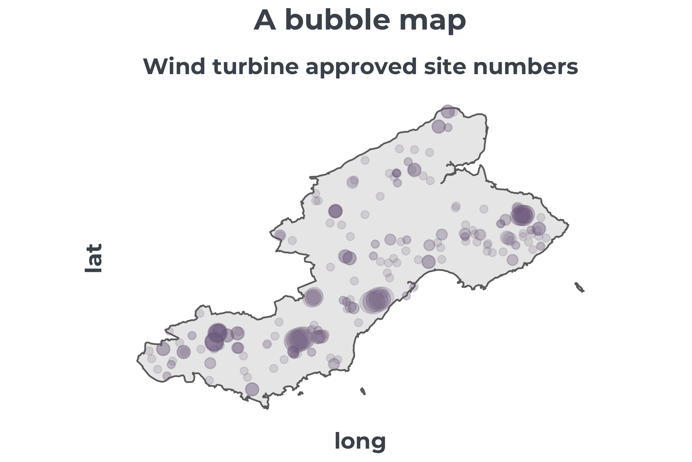 A bubble map
Wind turbine approved site numbers
lat
long